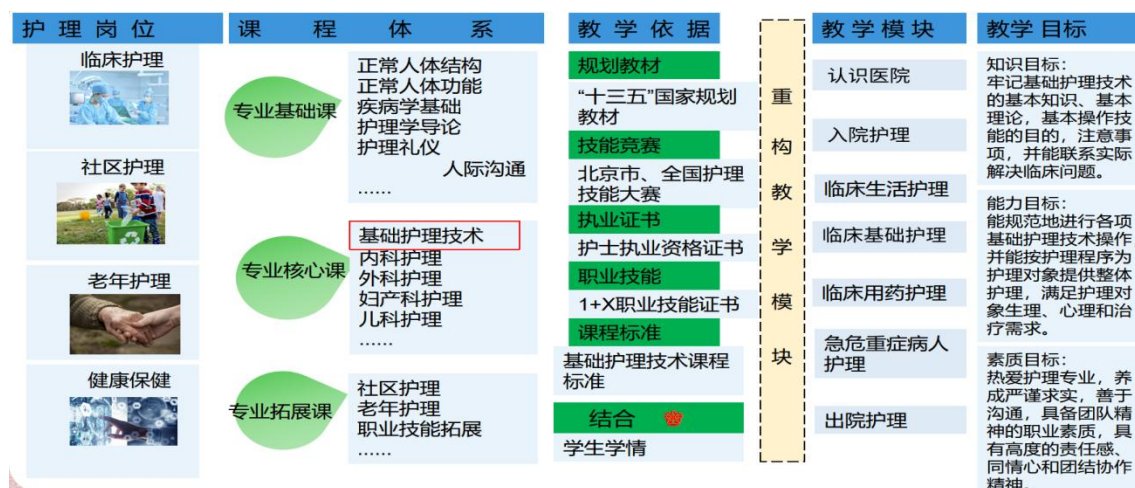 护理岗位
临床护理
社区护理
老年护理
健康保健
课程体系
专业基础课
正常人体结构
正常人体功能
疾病学基础
护理学导论
护理礼仪
人际沟通
......
专业核心课
基础护理技术
内科护理
外科护理
妇产科护理
儿科护理
......
专业拓展课
社区护理
老年护理
职业技能拓展
......
教学依据
规划教材
“十三五”国家规划
教材
技能竞赛
北京市、全国护理
技能大赛
执业证书
护士执业资格证书
职业技能
1+X职业技能证书
课程标准
基础护理技术课程
标准
结合
学生学情
重构教学模块
教学模块
认识医院
入院护理
临床生活护理
临床基础护理
临床用药护理
急危重症病人
护理
出院护理
教学目标
知识目标:
牢记基础护理技术
的基本知识、基本
理论,基本操作技
能的目的,注意事
项,并能联系实际
解决临床问题。
能力目标:
能规范地进行各项
基础护理技术操作
并能按护理程序为
护理对象提供整体
护理,满足护理对
象生理、心理和治
疗需求。
素质目标:
热爱护理专业,养
成严谨求实,善于
沟通,具备团队精
神的职业素质,具
有高度的责任感、
同情心和团结协作
精神。